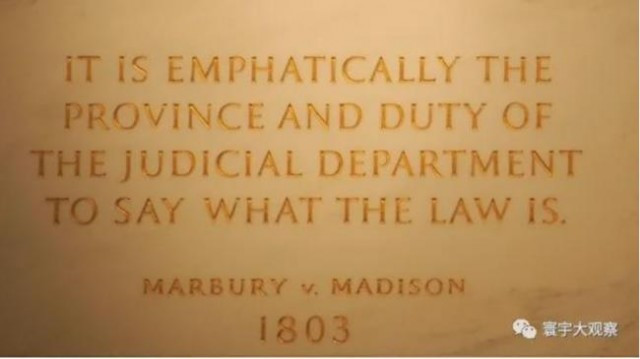 iT iS EMPHATICALLY THE
PROVINCE AND DUTY OF
THE jUDiCiAL DEPARTMENT
TO SAY WHAT THE LAW iS.
MARBURY v. MADISON
1803
寰宇大观察